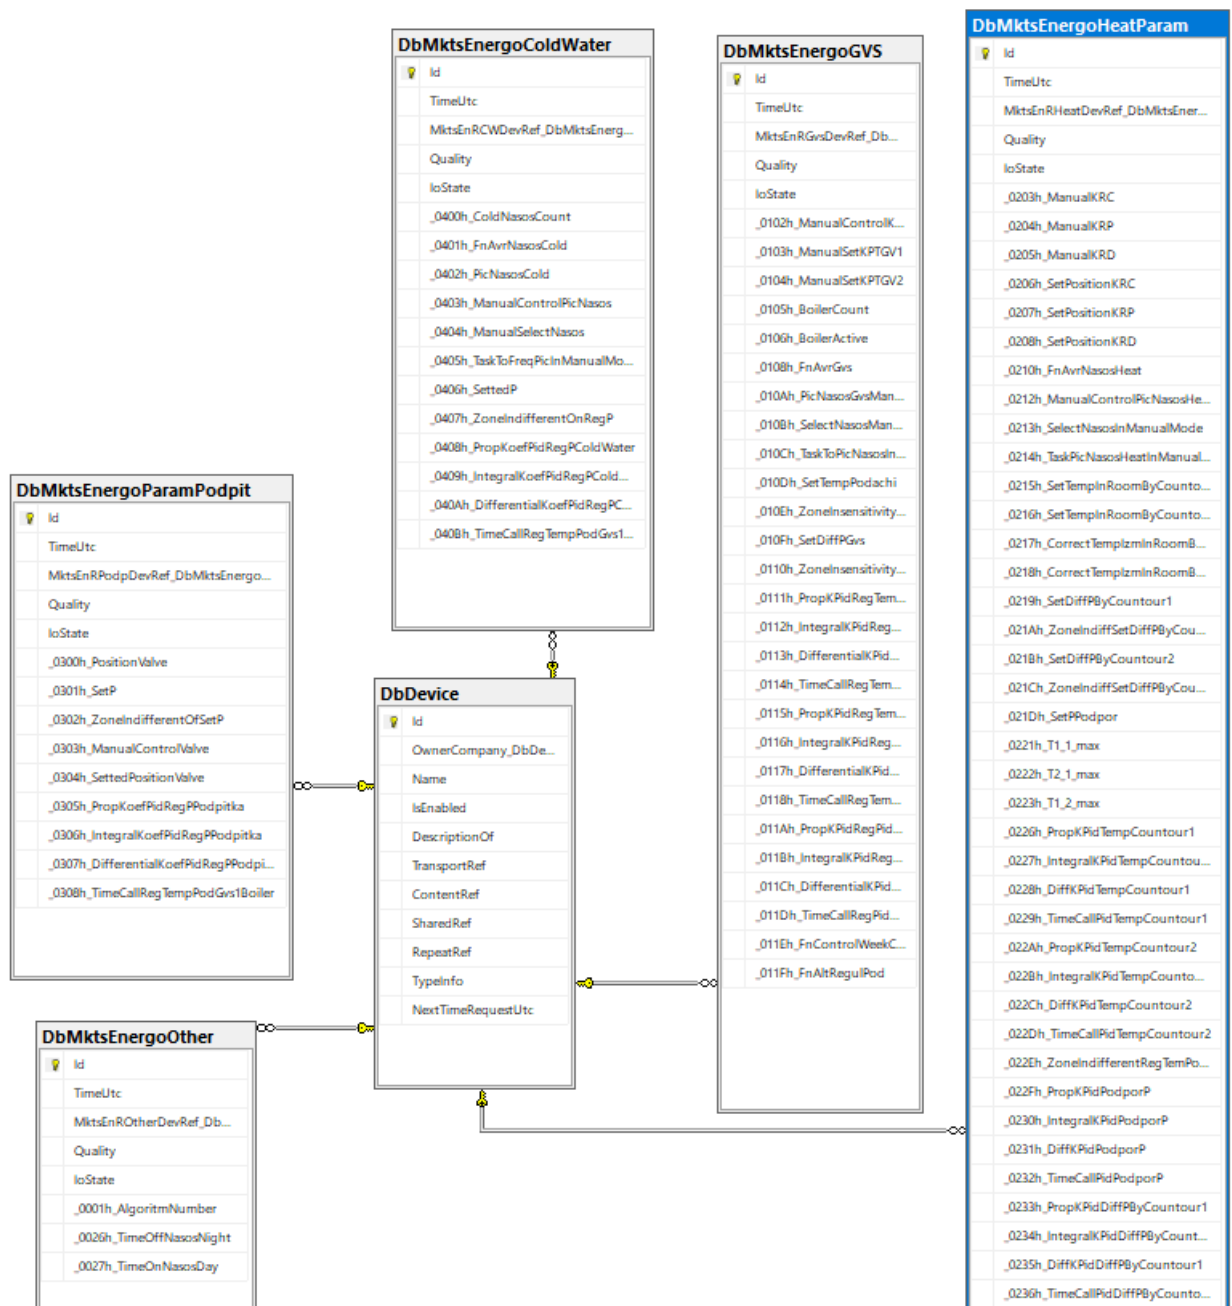 DbMktsEnergoColdWater
Id
TimeUtc
MktsEnRCWDevRef_DbMktsEnerg...
Quality
IoState
_0400h_ColdNasosCount
_0401h_FnAvrNasosCold
_0402h_PicNasosCold
_0403h_ManualControlPicNasos
_0404h_ManualSelectNasos
_0405h_TaskToFreqPicInManualMo...
_0406h_SettedP
_0407h_ZoneIndifferentOnRegP
_0408h_PropKoefPidRegPColdWater
_0409h_IntegralKoefPidRegPCold...
_040Ah_DifferentialKoefPidRegPC...
_040Bh_TimeCallRegTempPodGvs1...
DbMktsEnergoGVS
Id
TimeUtc
MktsEnRGvsDevRef_Db...
Quality
IoState
_0102h_ManualControlK...
_0103h_ManualSetKPTGV1
_0104h_ManualSetKPTGV2
_0105h_BoilerCount
_0106h_BoilerActive
_0108h_FnAvrGvs
_010Ah_PicNasosGvsMan...
_010Bh_SelectNasosMan...
_010Ch_TaskToPicNasosIn...
_010Dh_SetTempPodachi
_010Eh_ZoneInsensitivity...
_010Fh_SetDiffPGvs
_0110h_ZoneInsensitivity...
_0111h_PropKPidRegTem...
_0112h_IntegralKPidReg...
_0113h_DifferentialKPid...
_0114h_TimeCallRegTem...
_0115h_PropKPidRegTem...
_0116h_IntegralKPidReg...
_0117h_DifferentialKPid...
_0118h_TimeCallRegTem...
_011Ah_PropKPidRegPid...
_011Bh_IntegralKPidReg...
_011Ch_DifferentialKPid...
_011Dh_TimeCallRegPid...
_011Eh_FnControlWeekC...
_011Fh_FnAltRegulPod
DbMktsEnergoHeatParam
Id
TimeUtc
MktsEnRHeatDevRef_DbMktsEner...
Quality
IoState
_0203h_ManualKRC
_0204h_ManualKRP
_0205h_ManualKRD
_0206h_SetPositionKRC
_0207h_SetPositionKRP
_0208h_SetPositionKRD
_0210h_FnAvrNasosHeat
_0212h_ManualControlPicNasosHe...
_0213h_SelectNasosInManualMode
_0214h_TaskPicNasosHeatInManual...
_0215h_SetTempInRoomByCounto...
_0216h_SetTempInRoomByCounto...
_0217h_CorrectTempIzmInRoomB...
_0218h_CorrectTempIzmInRoomB...
_0219h_SetDiffPByCountour1
_021Ah_ZoneIndiffSetDiffPByCou...
_021Bh_SetDiffPByCountour2
_021Ch_ZoneIndiffSetDiffPByCou...
_021Dh_SetPPodpor
_0221h_T1_1_max
_0222h_T2_1_max
_0223h_T1_2_max
_0226h_PropKPidTempCountour1
_0227h_IntegralKPidTempCountou...
_0228h_DiffKPidTempCountour1
_0229h_TimeCallPidTempCountour1
_022Ah_PropKPidTempCountour2
_022Bh_IntegralKPidTempCounto...
_022Ch_DiffKPidTempCountour2
_022Dh_TimeCallPidTempCountour2
_022Eh_ZoneIndifferentRegTemPo...
_022Fh_PropKPidPodporP
_0230h_IntegralKPidPodporP
_0231h_DiffKPidPodporP
_0232h_TimeCallPidPodporP
_0233h_PropKPidDiffPByCountour1
_0234h_IntegralKPidDiffPByCount...
_0235h_DiffKPidDiffPByCountour1
_0236h_TimeCallPidDiffPByCounto...
DbMktsEnergoParamPodpit
Id
TimeUtc
MktsEnRPodpDevRef_DbMktsEnergo...
Quality
IoState
_0300h_PositionValve
_0301h_SetP
_0302h_ZoneIndifferentOfSetP
_0303h_ManualControlValve
_0304h_SettedPositionValve
_0305h_PropKoefPidRegPPodpitka
_0306h_IntegralKoefPidRegPPodpitka
_0307h_DifferentialKoefPidRegPPodpi...
_0308h_TimeCallRegTempPodGvs1Boiler
DbDevice
Id
OwnerCompany_DbDe...
Name
IsEnabled
DescriptionOf
TransportRef
ContentRef
SharedRef
RepeatRef
TypeInfo
NextTimeRequestUtc
DbMktsEnergoOther
Id
TimeUtc
MktsEnROtherDevRef_Db...
Quality
IoState
_0001h_AlgoritmNumber
_0026h_TimeOffNasosNight
_0027h_TimeOnNasosDay